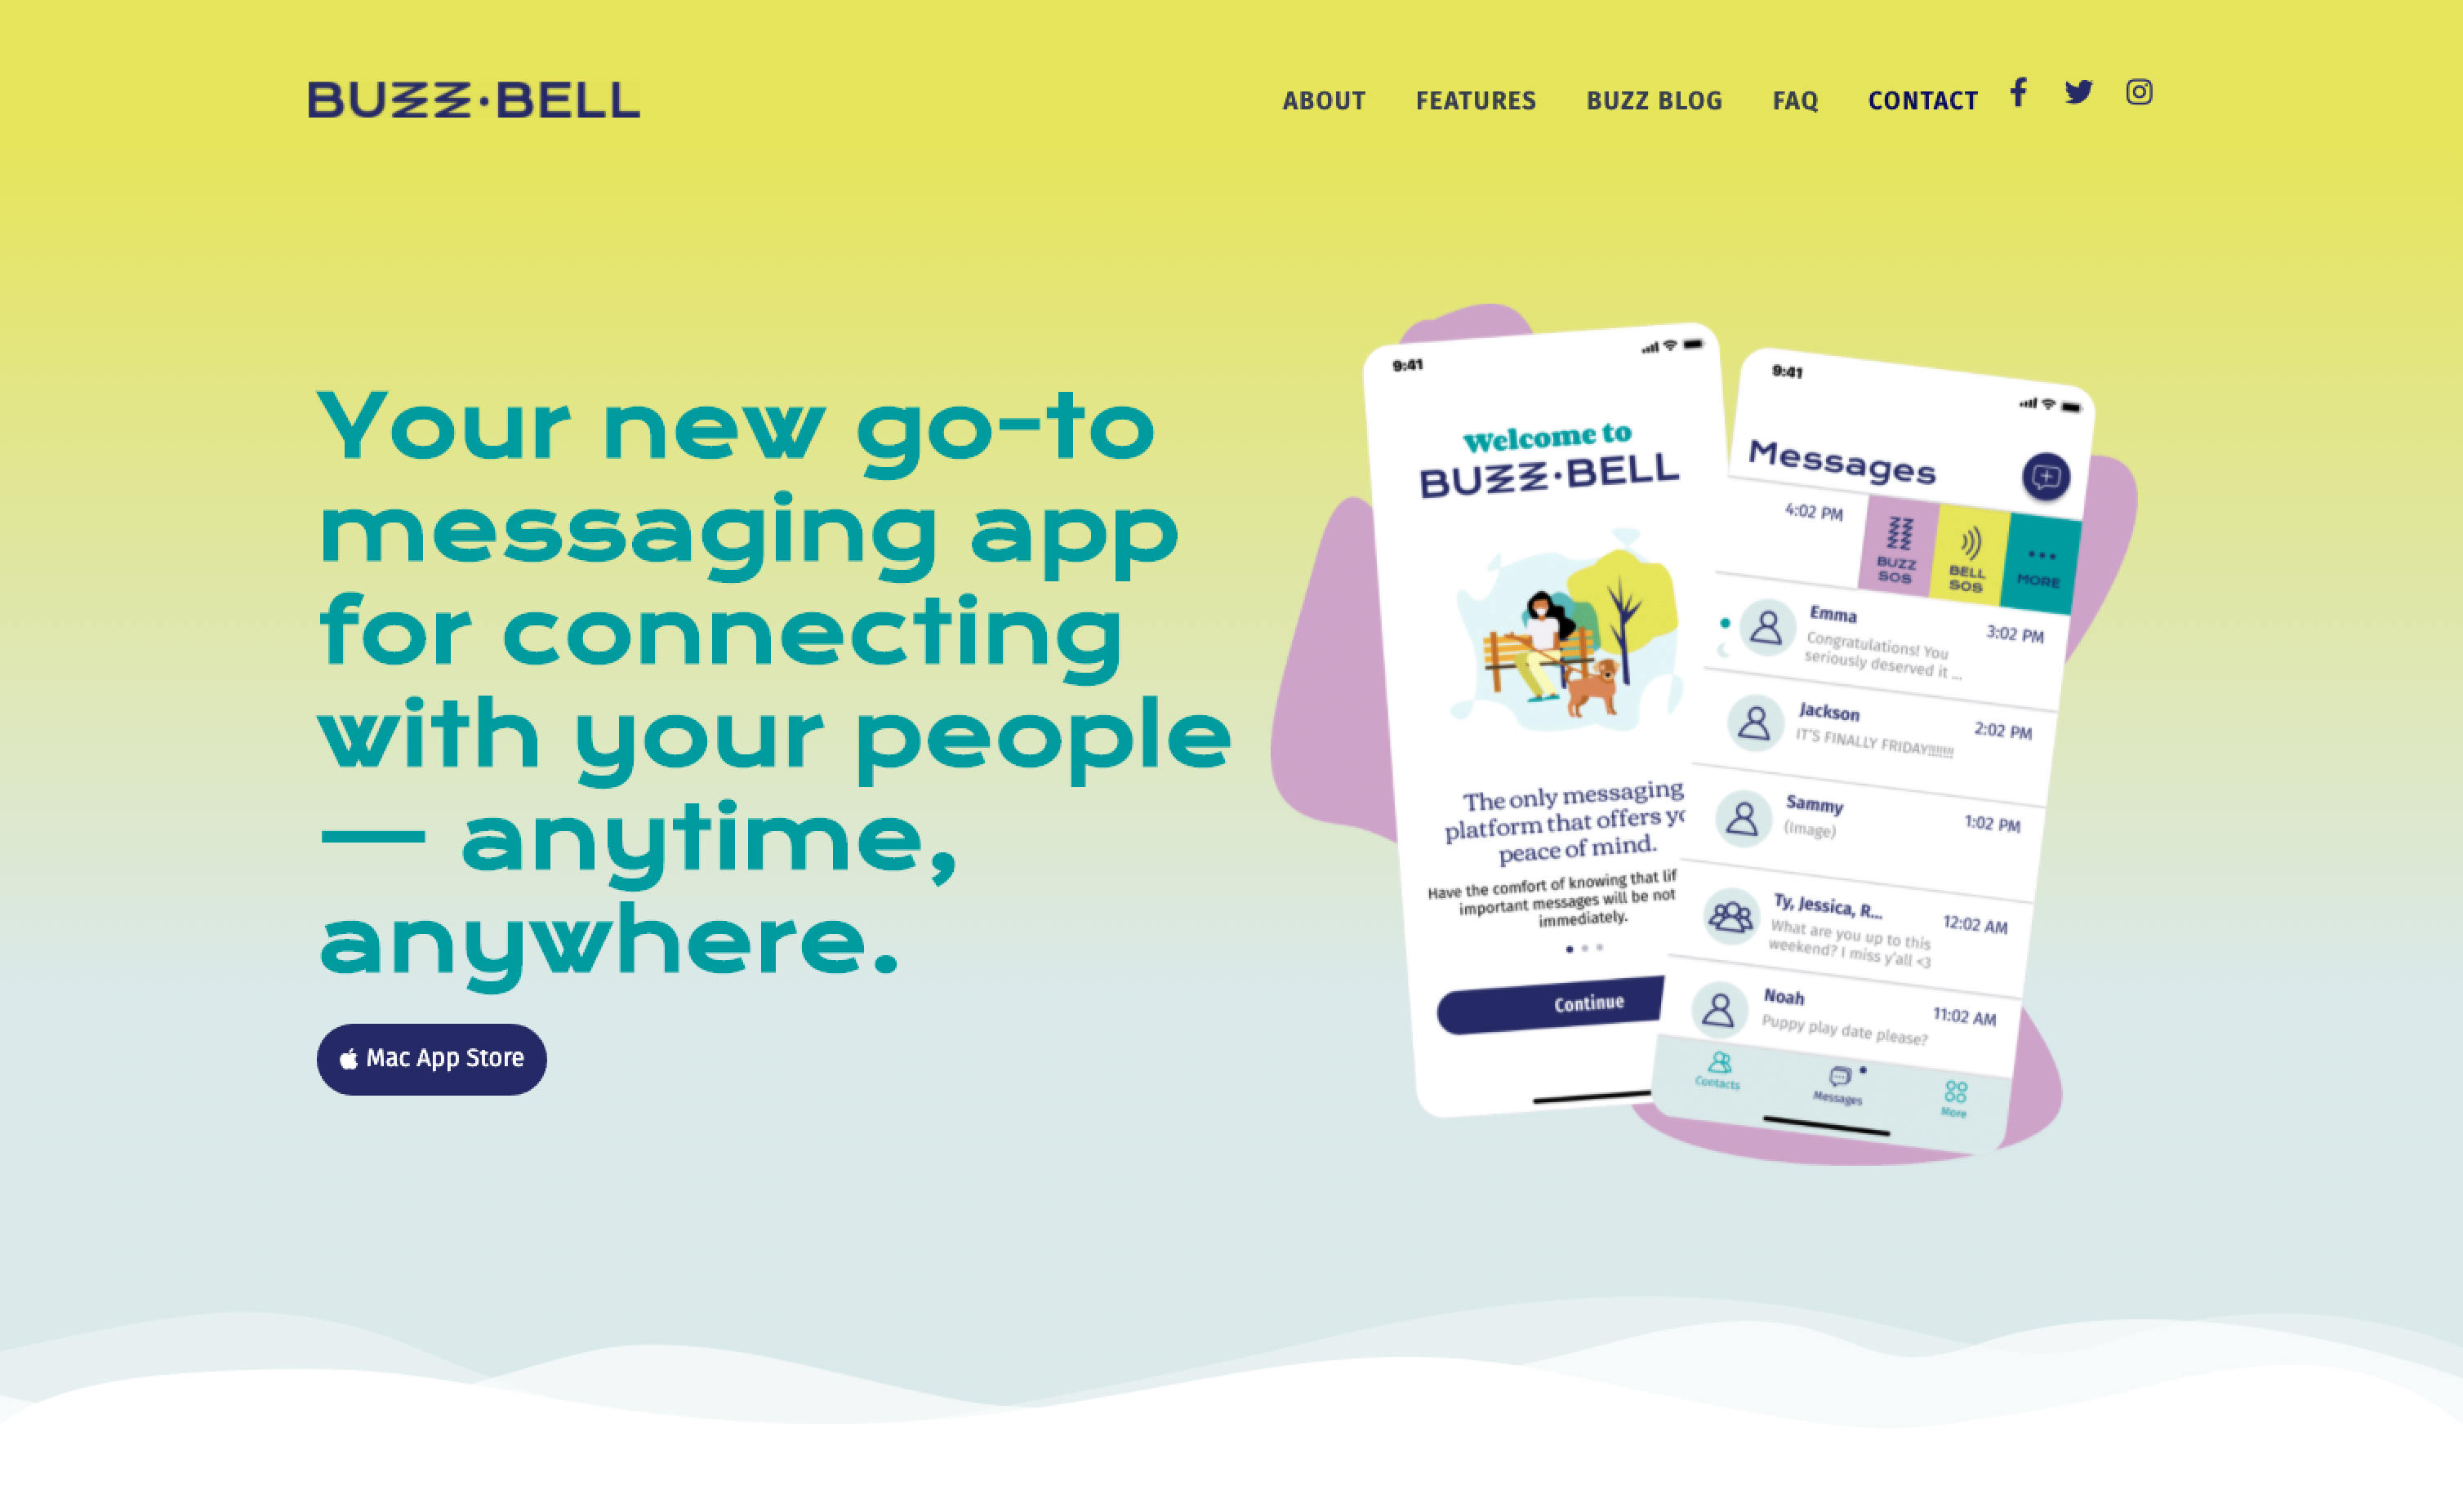 BUZZ·BELL
ABOUT FEATURES BUZZ BLOG FAQ CONTACT
Your new go-to
messaging app
for connecting
with your people
— anytime,
anywhere.
Mac App Store
9:41
Welcome to
BUZZ·BELL
The only messaging
platform that offers
peace of mind.
Have the comfort of knowing that
important messages will be not
immediately.
Continue
9:41
Messages
4:02 PM
BUZZ
SOS
BELL
SOS
MORE
Emma
3:02 PM
Congratulations! You
seriously deserved it ...
Jackson
2:02 PM
IT'S FINALLY FRIDAY!!!!!!!
Sammy
1:02 PM
(Image)
Ty, Jessica, R...
12:02 AM
What are you up to this
weekend? I miss y'all <3
Noah
11:02 AM
Puppy play date please?
Contacts
Messages
More